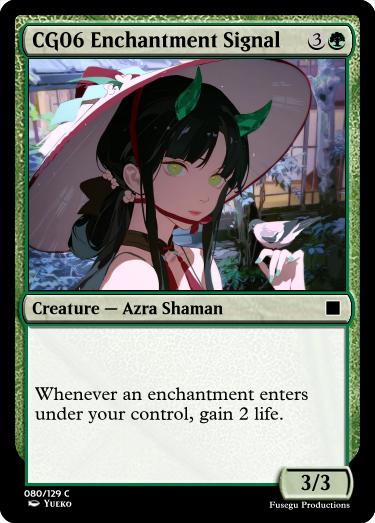 CG06 Enchantment Signal 3
Creature — Azra Shaman
Whenever an enchantment enters
under your control, gain 2 life.
3/3
080/129 C
Yueko
Fusegu Productions